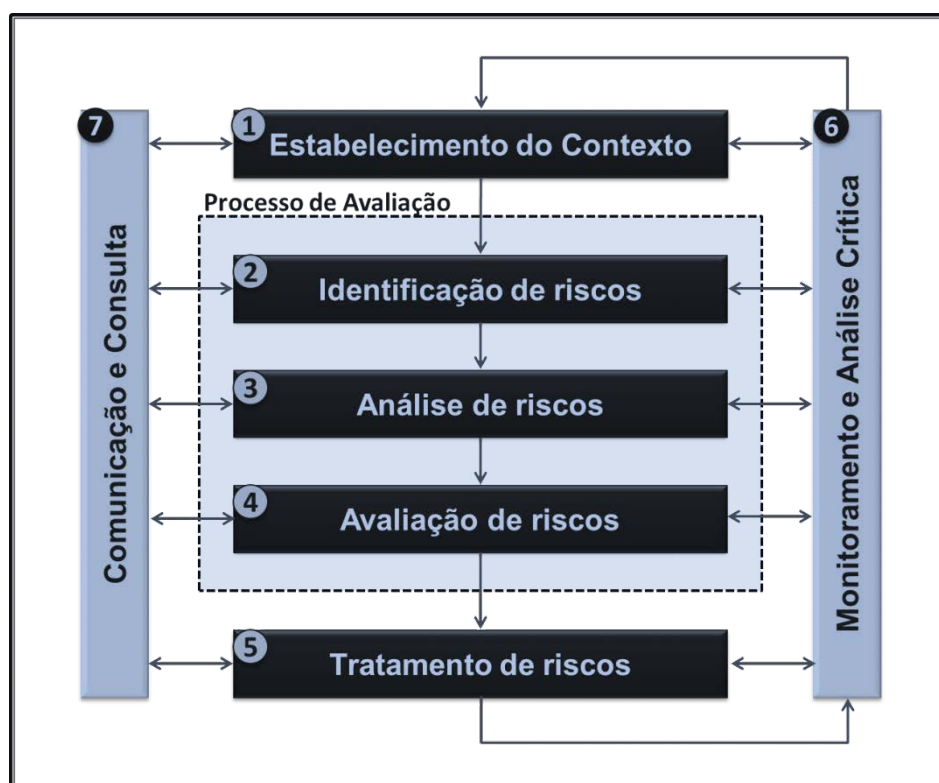 7
1
6
Estabelecimento do Contexto
Processo de Avaliação
2
Identificação de riscos
3
Análise de riscos
4
Avaliação de riscos
5
Tratamento de riscos
Comunicação e Consulta
Monitoramento e Análise Crítica